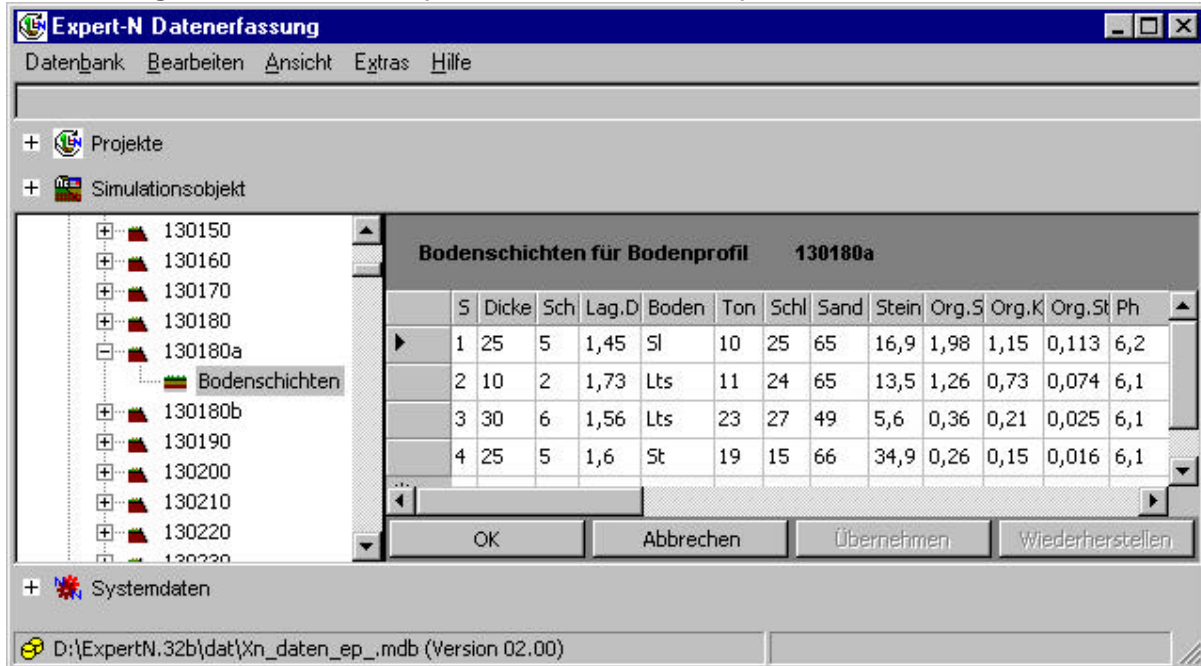 Expert-N Datenerfassung
Datenbank Bearbeiten Ansicht Extras Hilfe
+ Projekte
+ Simulationsobjekt
130150
130160
130170
130180
130180a
Bodenschichten
130180b
130190
130200
130210
130220
Bodenschichten für Bodenprofil 130180a
S Dicke Sch Lag.D Boden Ton Schl Sand Stein Org.S Org.K Org.St Ph
1 25 5 1,45 Sl 10 25 65 16,9 1,98 1,15 0,113 6,2
2 10 2 1,73 Lts 11 24 65 13,5 1,26 0,73 0,074 6,1
3 30 6 1,56 Lts 23 27 49 5,6 0,36 0,21 0,025 6,1
4 25 5 1,6 St 19 15 66 34,9 0,26 0,15 0,016 6,1
OK Abbrechen Übernehmen Wiederherstellen
+ Systemdaten
D:\ExpertN.32b\dat\Xn_daten_ep_.mdb (Version 02.00)